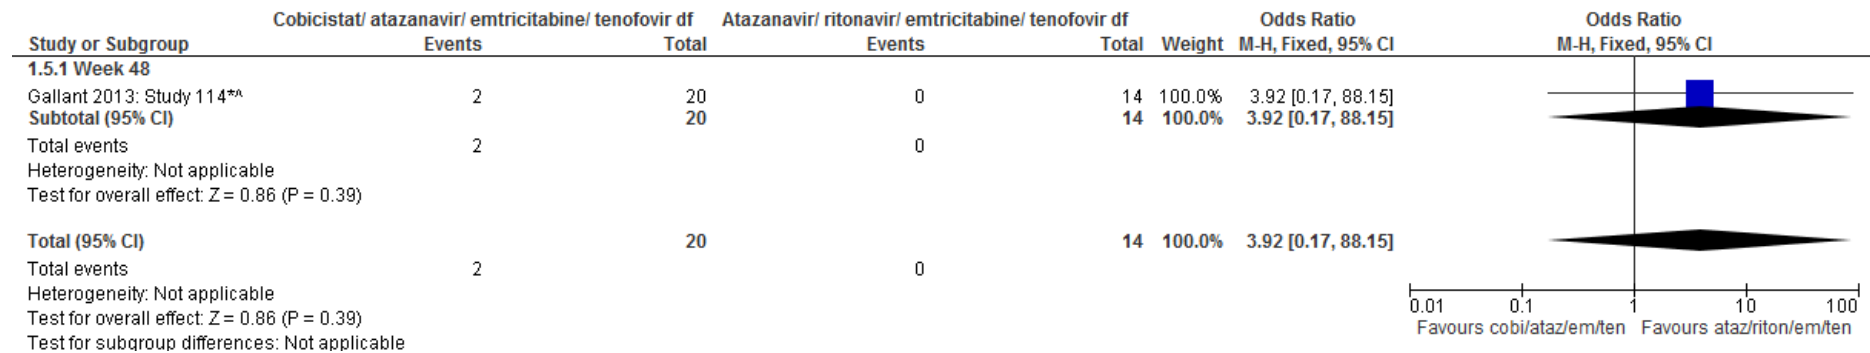 Cobicistat/ atazanavir/ emtricitabine/ tenofovir df Atazanavir/ ritonavir/ emtricitabine/ tenofovir df Odds Ratio Odds Ratio
Study or Subgroup Events Total Events Total Weight M-H, Fixed, 95% CI M-H, Fixed, 95% CI
1.5.1 Week 48
Gallant 2013: Study 114*^ 2 20 0 14 100.0% 3.92 [0.17, 88.15]
Subtotal (95% CI) 20 14 100.0% 3.92 [0.17, 88.15]
Total events 2 0
Heterogeneity: Not applicable
Test for overall effect: Z = 0.86 (P = 0.39)
Total (95% CI) 20 14 100.0% 3.92 [0.17, 88.15]
Total events 2 0
Heterogeneity: Not applicable
Test for overall effect: Z = 0.86 (P = 0.39)
Test for subgroup differences: Not applicable
0.01 0.1 1 10 100
Favours cobi/ataz/em/ten Favours ataz/riton/em/ten